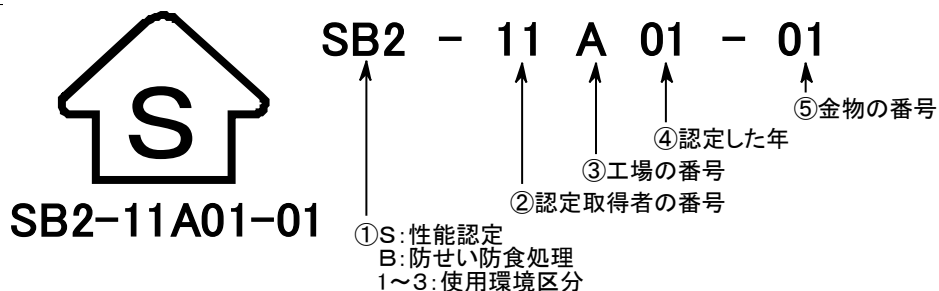 S
SB2-11A01-01
SB2 - 11 A 01 - 01
⑤金物の番号
④認定した年
③工場の番号
②認定取得者の番号
①S:性能認定
B:防せい防食処理
1～3:使用環境区分